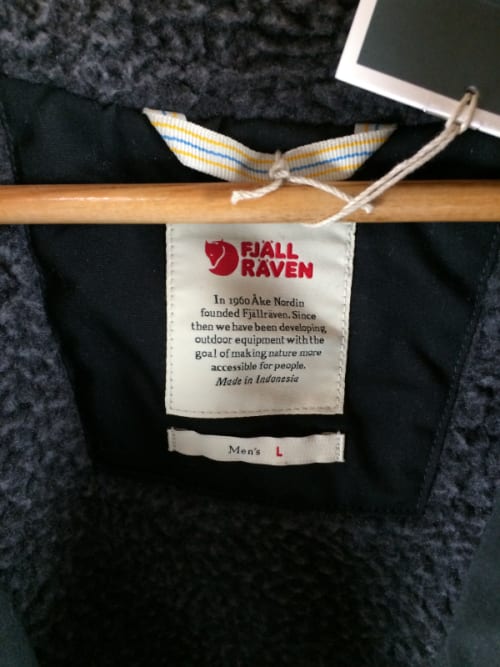 FJÄLL
RÄVEN
In 1960 Åke Nordin
founded Fjällräven. Since
then we have been developing,
outdoor equipment with the
goal of making nature more
accessible for people.
Made in Indonesia
Men's L